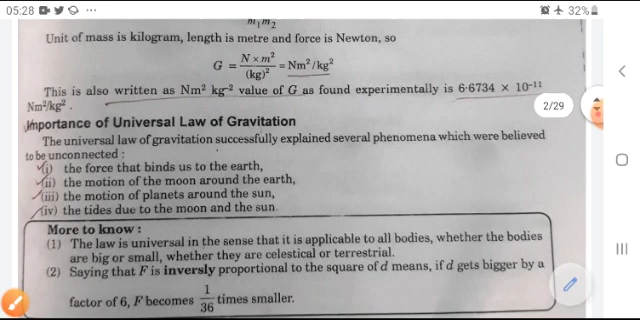 05:28 ... 32%
m₁m₂
Unit of mass is kilogram, length is metre and force is Newton, so
G = N × m² / (kg)² = Nm²/kg²
This is also written as Nm² kg⁻² value of G as found experimentally is 6·6734 × 10⁻¹¹
Nm²/kg².
2/29
Importance of Universal Law of Gravitation
The universal law of gravitation successfully explained several phenomena which were believed
to be unconnected :
(i) the force that binds us to the earth,
(ii) the motion of the moon around the earth,
(iii) the motion of planets around the sun,
(iv) the tides due to the moon and the sun.
More to know :
(1) The law is universal in the sense that it is applicable to all bodies, whether the bodies
are big or small, whether they are celestical or terrestrial.
(2) Saying that F is inversly proportional to the square of d means, if d gets bigger by a
factor of 6, F becomes 1/36 times smaller.